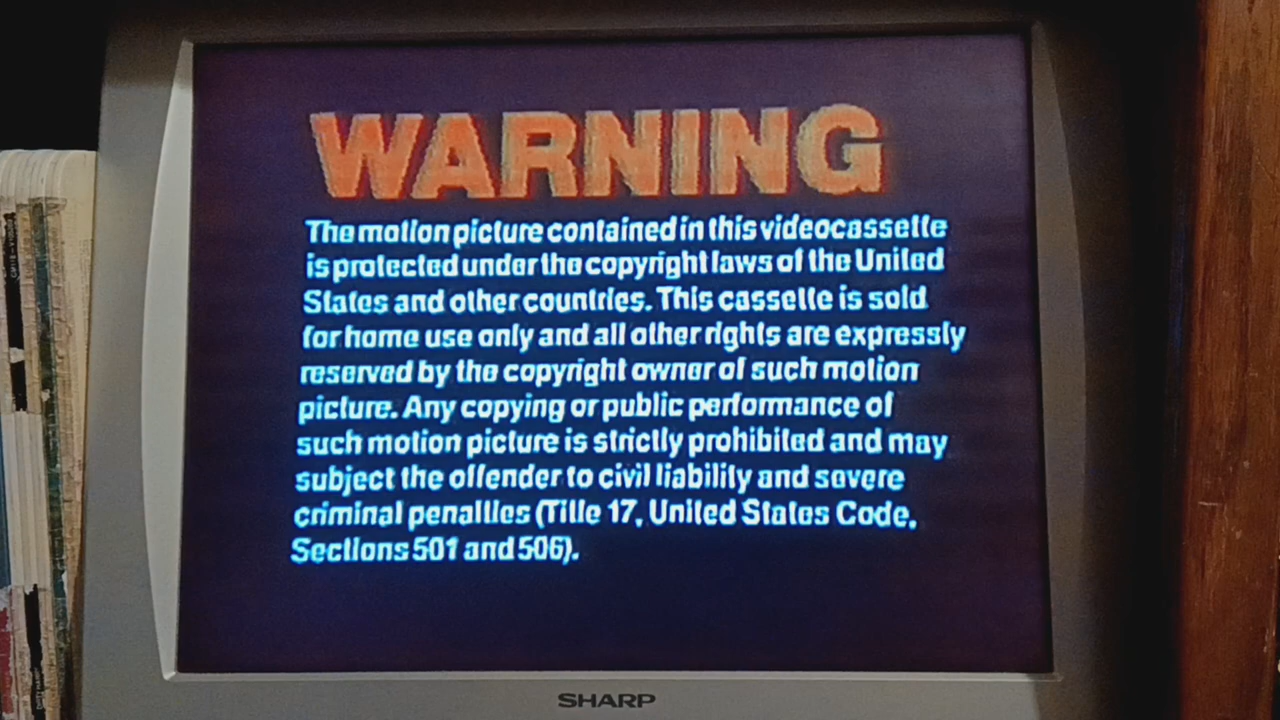 WARNING
The motion picture contained in this videocassette
is protected under the copyright laws of the United
States and other countries. This cassette is sold
for home use only and all other rights are expressly
reserved by the copyright owner of such motion
picture. Any copying or public performance of
such motion picture is strictly prohibited and may
subject the offender to civil liability and severe
criminal penalties (Title 17, United States Code,
Sections 501 and 506).
SHARP